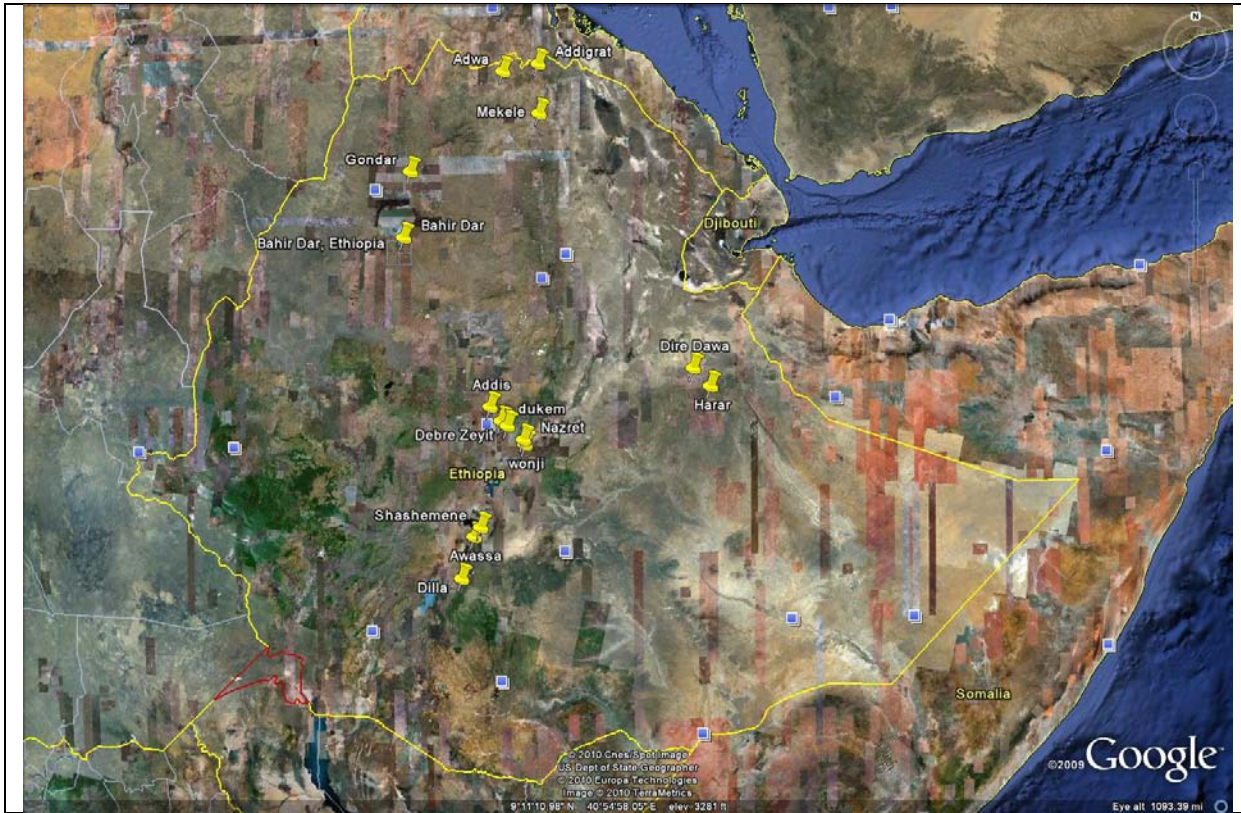 N
Adwa
Addigrat
Mekele
Gondar
Bahir Dar
Bahir Dar, Ethiopia
Djibouti
Dire Dawa
Harar
Addis
dukem
Debre Zeyit
Nazret
wonji
Ethiopia
Shashemene
Awassa
Dilla
Somalia
© 2010 Cnes/Spot Image
US Dept of State Geographer
© 2010 Europa Technologies
Image © 2010 TerraMetrics
©2009 Google™
9°11'10.98" N 40°54'58.05" E elev 3281 ft
Eye alt 1093.39 mi